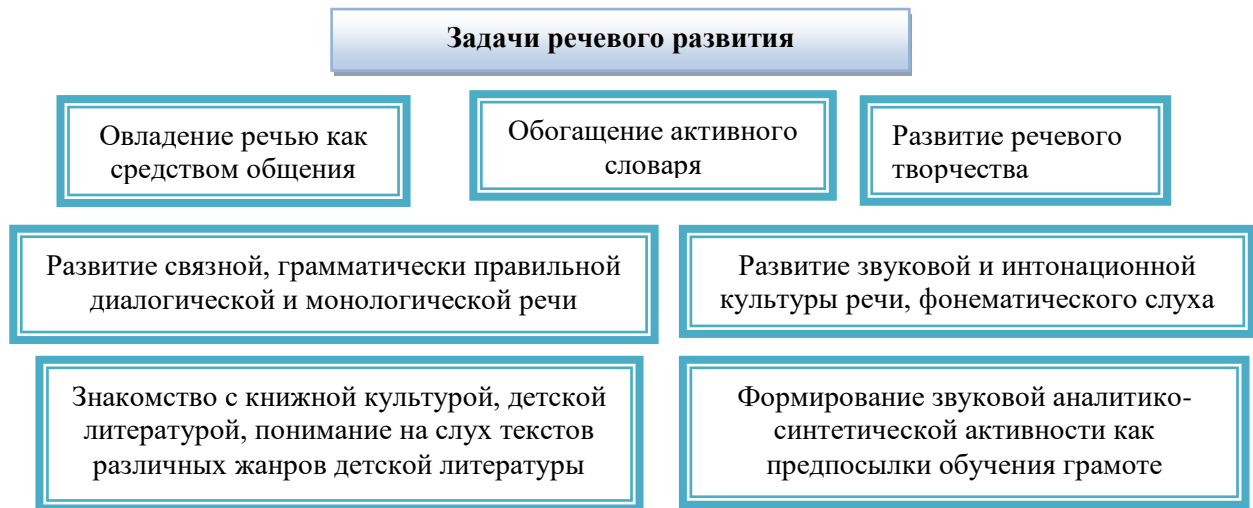 Задачи речевого развития
Овладение речью как
средством общения
Обогащение активного
словаря
Развитие речевого
творчества
Развитие связной, грамматически правильной
диалогической и монологической речи
Развитие звуковой и интонационной
культуры речи, фонематического слуха
Знакомство с книжной культурой, детской
литературой, понимание на слух текстов
различных жанров детской литературы
Формирование звуковой аналитико-
синтетической активности как
предпосылки обучения грамоте